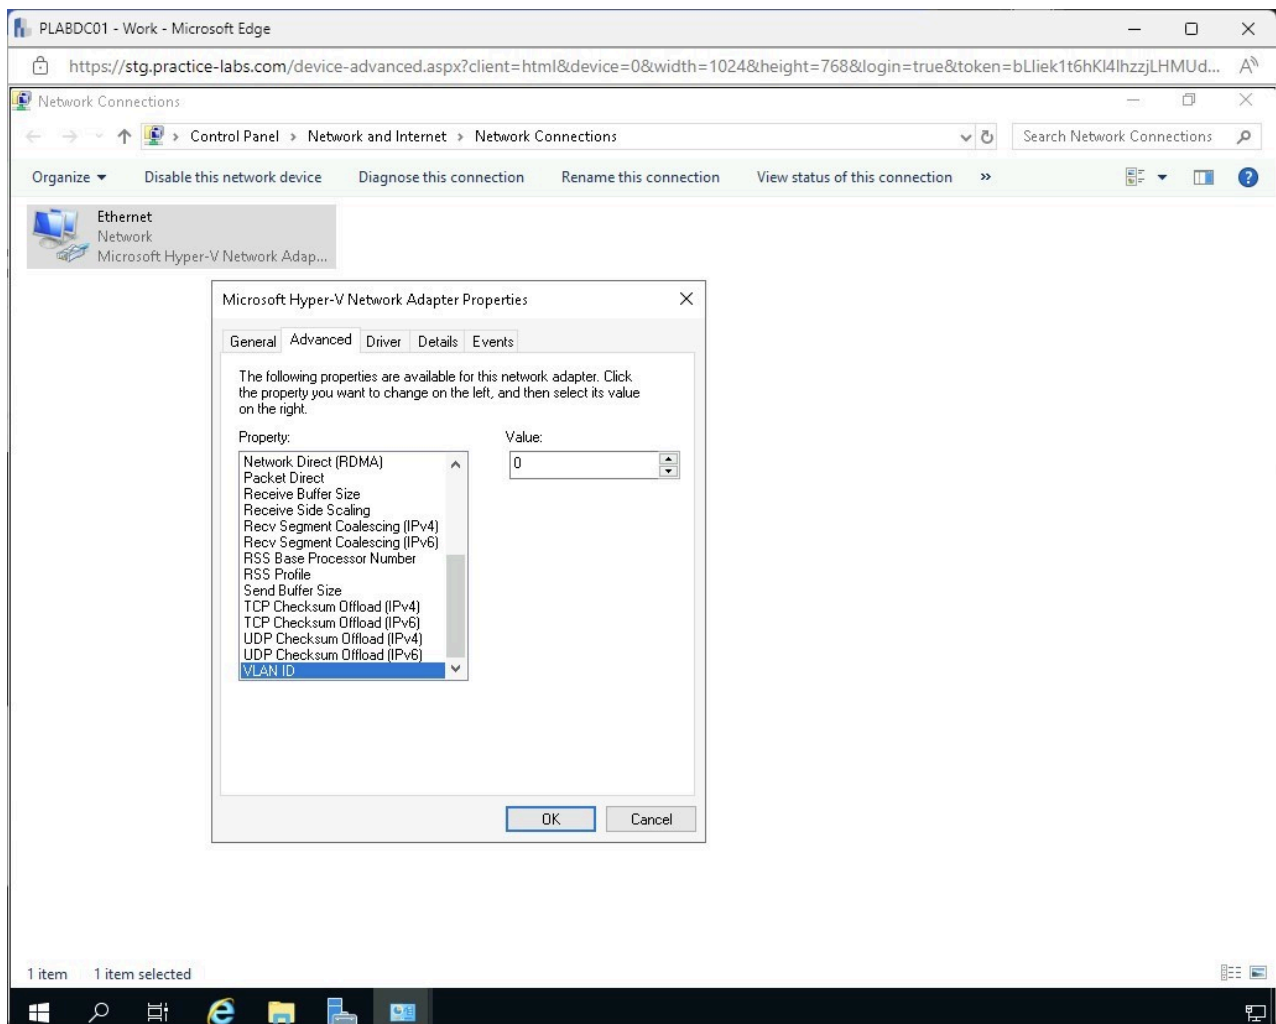 PLABDC01 - Work - Microsoft Edge
https://stg.practice-labs.com/device-advanced.aspx?client=html&device=0&width=1024&height=768&login=true&token=bLliek1t6hKl4lhzzjLHMUd...
Network Connections
Control Panel > Network and Internet > Network Connections
Search Network Connections
Organize
Disable this network device
Diagnose this connection
Rename this connection
View status of this connection
»
Ethernet
Network
Microsoft Hyper-V Network Adap...
Microsoft Hyper-V Network Adapter Properties
General
Advanced
Driver
Details
Events
The following properties are available for this network adapter. Click
the property you want to change on the left, and then select its value
on the right.
Property:
Value:
Network Direct (RDMA)
Packet Direct
Receive Buffer Size
Receive Side Scaling
Recv Segment Coalescing (IPv4)
Recv Segment Coalescing (IPv6)
RSS Base Processor Number
RSS Profile
Send Buffer Size
TCP Checksum Offload (IPv4)
TCP Checksum Offload (IPv6)
UDP Checksum Offload (IPv4)
UDP Checksum Offload (IPv6)
VLAN ID
0
OK
Cancel
1 item
1 item selected